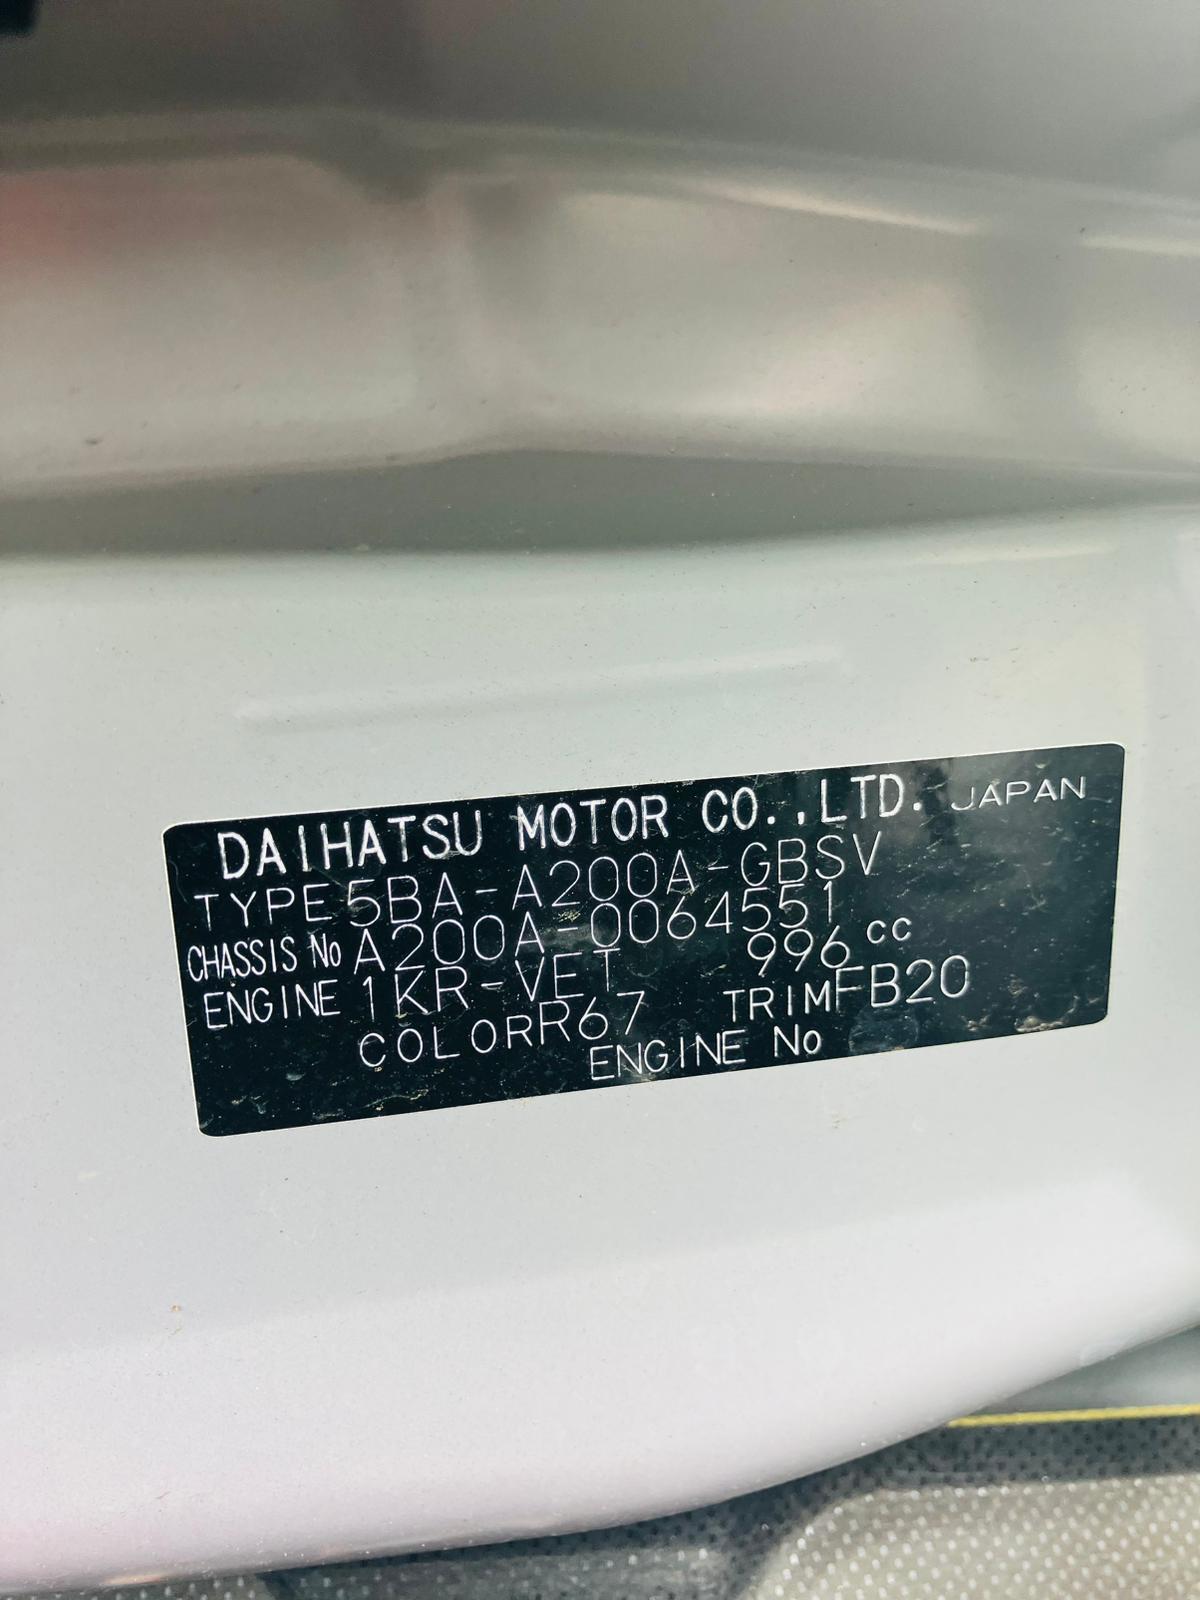 DAIHATSU MOTOR CO.,LTD. JAPAN
TYPE 5BA-A200A-GBSV
CHASSIS No A200A-0064551
ENGINE 1KR-VET 996 cc
COLOR R67 TRIM FB20
ENGINE No